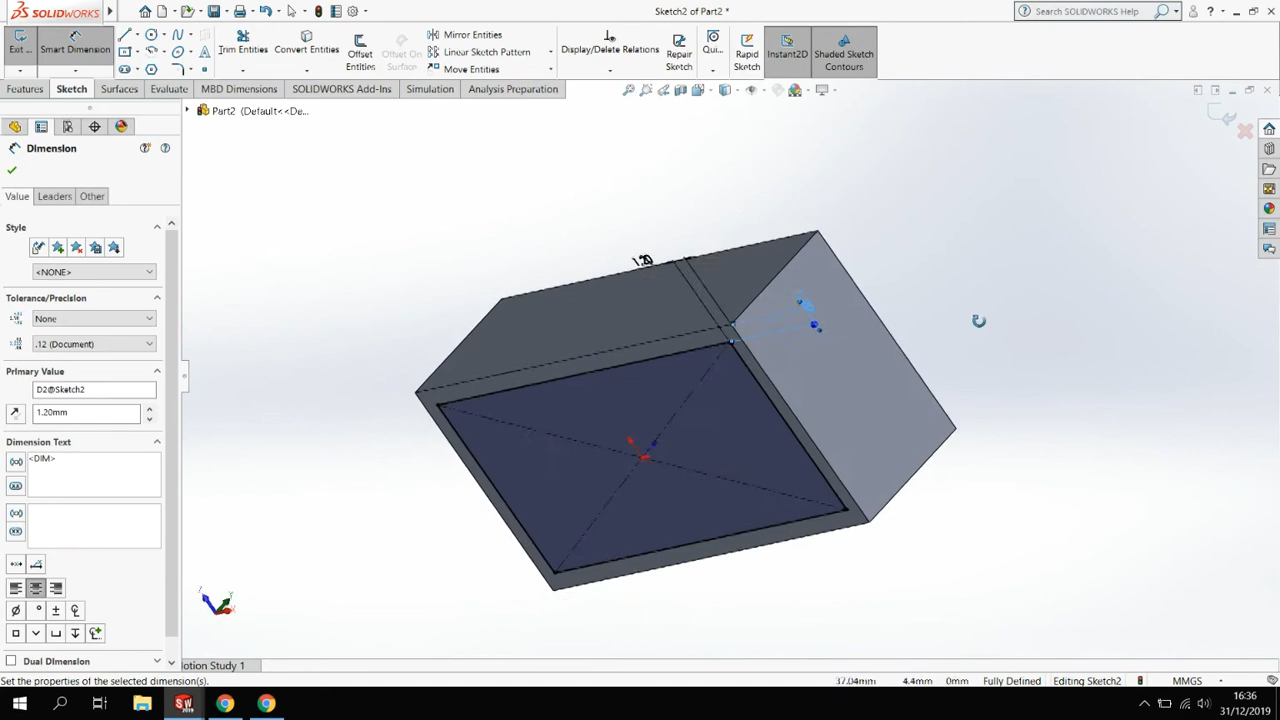 SOLIDWORKS
Sketch2 of Part2 *
Search SOLIDWORKS Help
Exit ...
Smart Dimension
Trim Entities
Convert Entities
Offset Entities
Offset On Surface
Mirror Entities
Linear Sketch Pattern
Move Entities
Display/Delete Relations
Repair Sketch
Qui...
Rapid Sketch
Instant2D
Shaded Sketch Contours
Features
Sketch
Surfaces
Evaluate
MBD Dimensions
SOLIDWORKS Add-Ins
Simulation
Analysis Preparation
Part2 (Default<<De...
Dimension
Value
Leaders
Other
Style
<NONE>
Tolerance/Precision
None
.12 (Document)
Primary Value
D2@Sketch2
1.20mm
Dimension Text
<DIM>
Dual Dimension
1.20
Motion Study 1
Set the properties of the selected dimension(s).
37.04mm
4.4mm
0mm
Fully Defined
Editing Sketch2
MMGS
16:36
31/12/2019